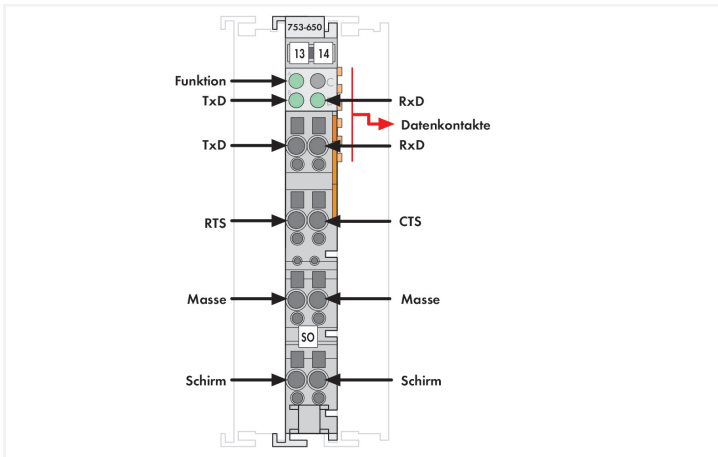 753-650
13 14
Funktion
TxD RxD
Datenkontakte
TxD RxD
RTS CTS
Masse Masse
SO
Schirm Schirm